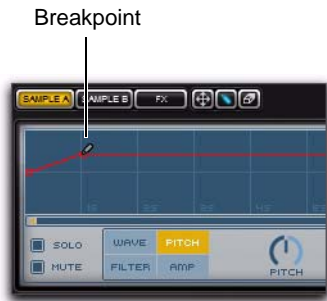 Breakpoint
SAMPLE A SAMPLE B FX
SOLO WAVE PITCH
MUTE FILTER AMP PITCH